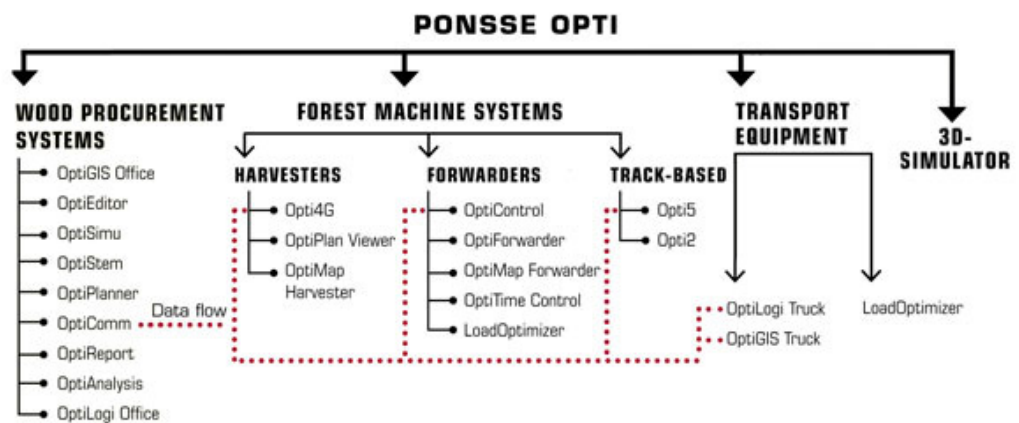 PONSSE OPTI
WOOD PROCUREMENT
SYSTEMS
OptiGIS Office
OptiEditor
OptiSimu
OptiStem
OptiPlanner
OptiComm
OptiReport
OptiAnalysis
OptiLogi Office
Data flow
FOREST MACHINE SYSTEMS
HARVESTERS
Opti4G
OptiPlan Viewer
OptiMap
Harvester
FORWARDERS
OptiControl
OptiForwarder
OptiMap Forwarder
OptiTime Control
LoadOptimizer
TRACK-BASED
Opti5
Opti2
TRANSPORT
EQUIPMENT
OptiLogi Truck
OptiGIS Truck
LoadOptimizer
3D-
SIMULATOR